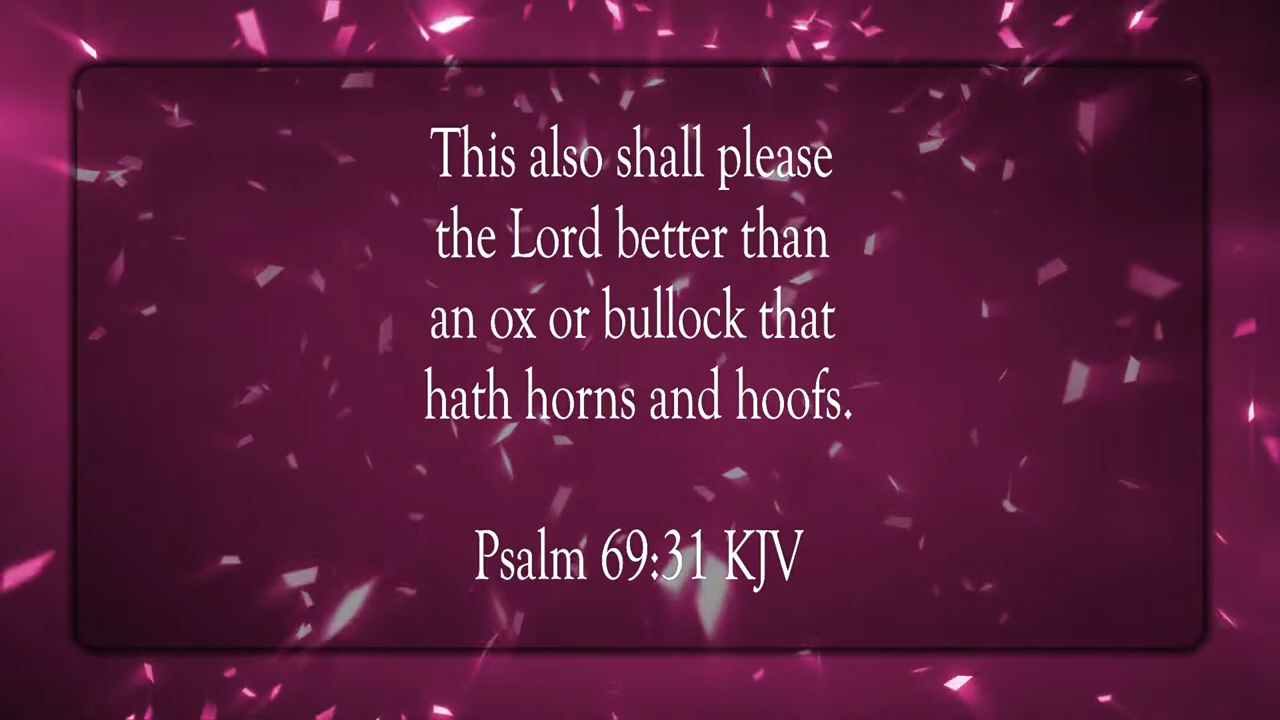 This also shall please
the Lord better than
an ox or bullock that
hath horns and hoofs.
Psalm 69:31 KJV